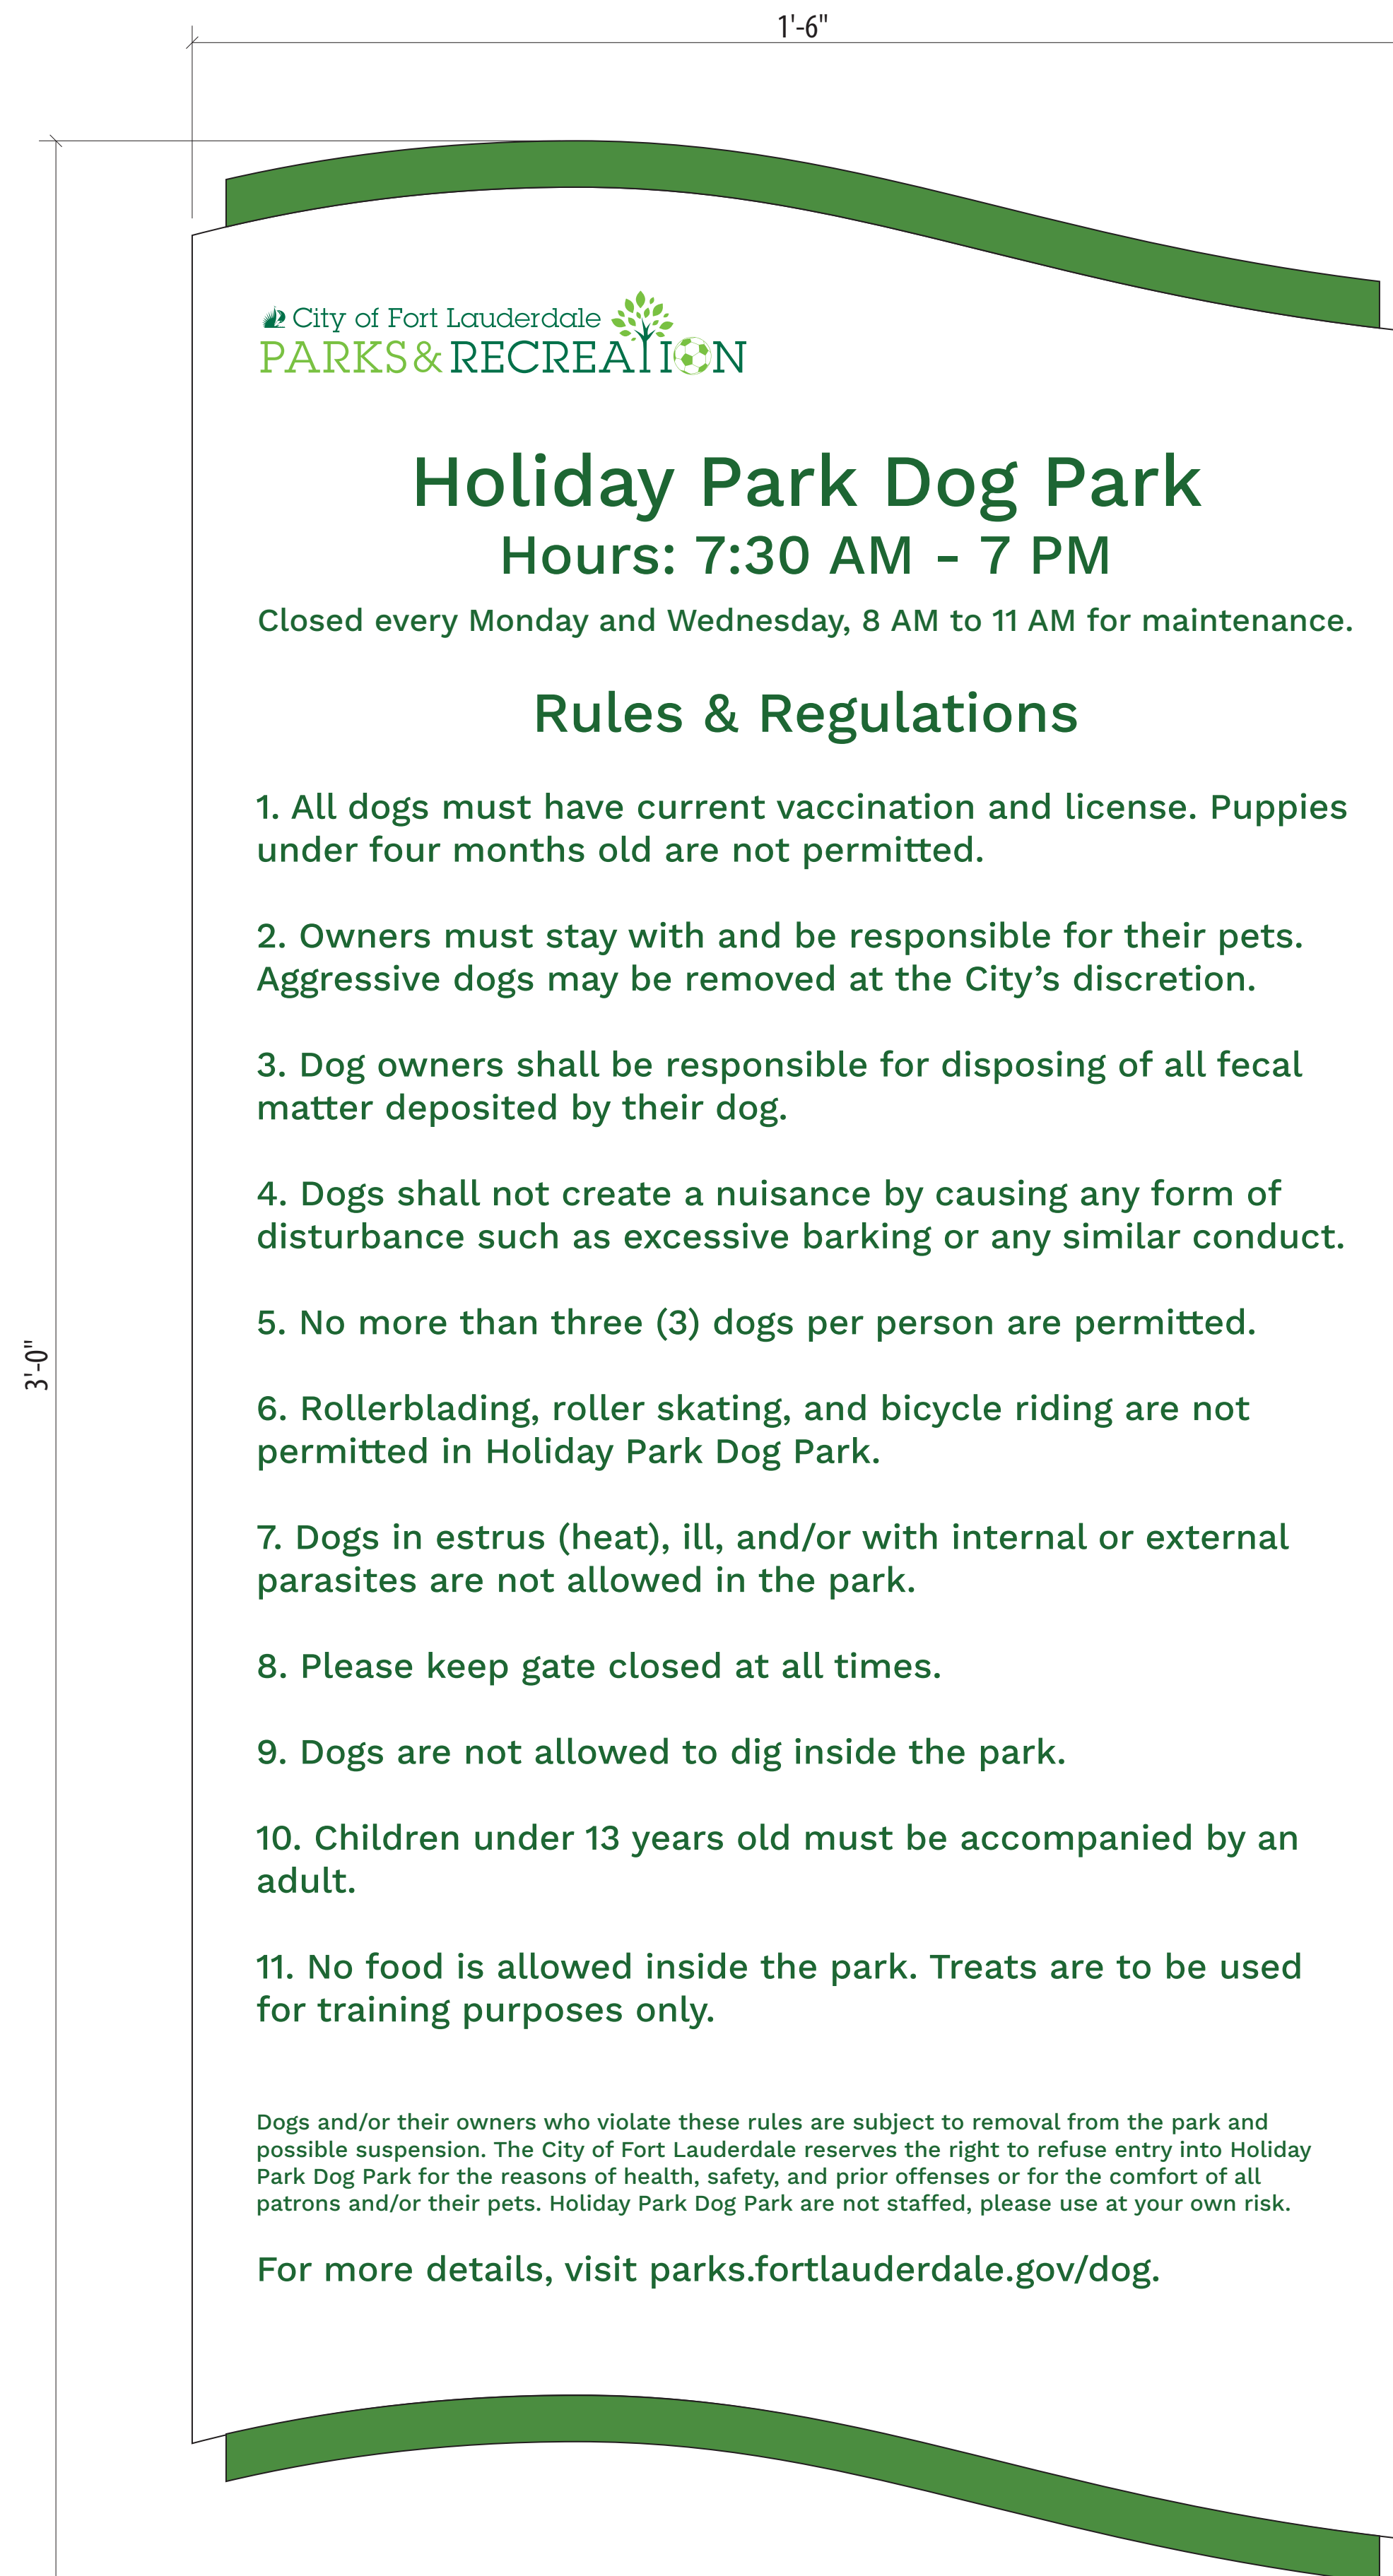 1'-6"
3'-0"
City of Fort Lauderdale
PARKS & RECREATION
Holiday Park Dog Park
Hours: 7:30 AM - 7 PM
Closed every Monday and Wednesday, 8 AM to 11 AM for maintenance.
Rules & Regulations
1. All dogs must have current vaccination and license. Puppies
under four months old are not permitted.
2. Owners must stay with and be responsible for their pets.
Aggressive dogs may be removed at the City’s discretion.
3. Dog owners shall be responsible for disposing of all fecal
matter deposited by their dog.
4. Dogs shall not create a nuisance by causing any form of
disturbance such as excessive barking or any similar conduct.
5. No more than three (3) dogs per person are permitted.
6. Rollerblading, roller skating, and bicycle riding are not
permitted in Holiday Park Dog Park.
7. Dogs in estrus (heat), ill, and/or with internal or external
parasites are not allowed in the park.
8. Please keep gate closed at all times.
9. Dogs are not allowed to dig inside the park.
10. Children under 13 years old must be accompanied by an
adult.
11. No food is allowed inside the park. Treats are to be used
for training purposes only.
Dogs and/or their owners who violate these rules are subject to removal from the park and
possible suspension. The City of Fort Lauderdale reserves the right to refuse entry into Holiday
Park Dog Park for the reasons of health, safety, and prior offenses or for the comfort of all
patrons and/or their pets. Holiday Park Dog Park are not staffed, please use at your own risk.
For more details, visit parks.fortlauderdale.gov/dog.